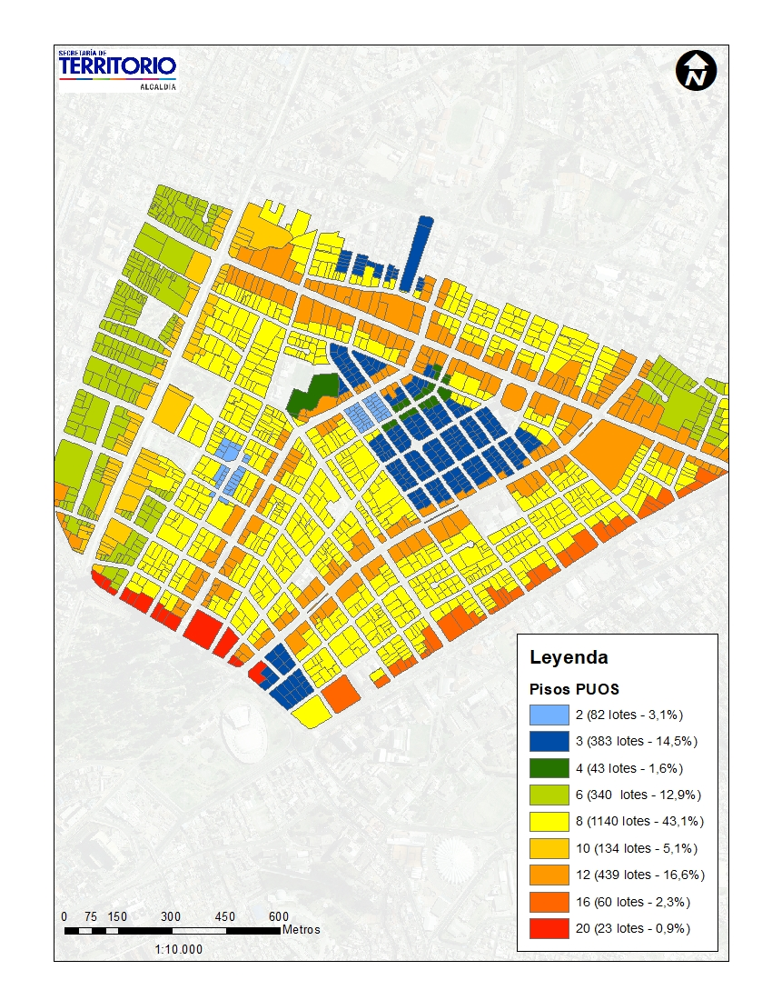 SECRETARÍA DE
TERRITORIO
ALCALDÍA
N
Leyenda
Pisos PUOS
2 (82 lotes - 3,1%)
3 (383 lotes - 14,5%)
4 (43 lotes - 1,6%)
6 (340  lotes - 12,9%)
8 (1140 lotes - 43,1%)
10 (134 lotes - 5,1%)
12 (439 lotes - 16,6%)
16 (60 lotes - 2,3%)
20 (23 lotes - 0,9%)
0 75 150 300 450 600
Metros
1:10.000